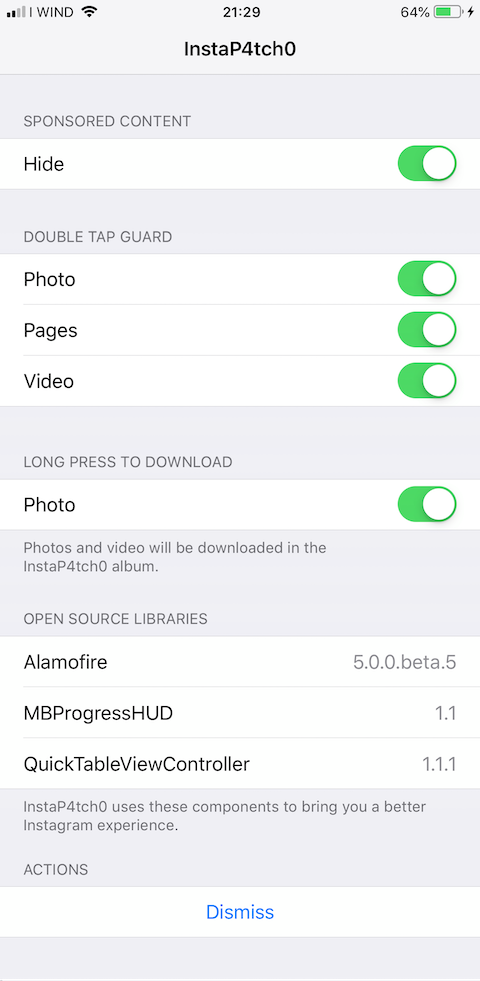 I WIND 21:29 64%
InstaP4tch0
SPONSORED CONTENT
Hide
DOUBLE TAP GUARD
Photo
Pages
Video
LONG PRESS TO DOWNLOAD
Photo
Photos and video will be downloaded in the
InstaP4tch0 album.
OPEN SOURCE LIBRARIES
Alamofire 5.0.0.beta.5
MBProgressHUD 1.1
QuickTableViewController 1.1.1
InstaP4tch0 uses these components to bring you a better
Instagram experience.
ACTIONS
Dismiss